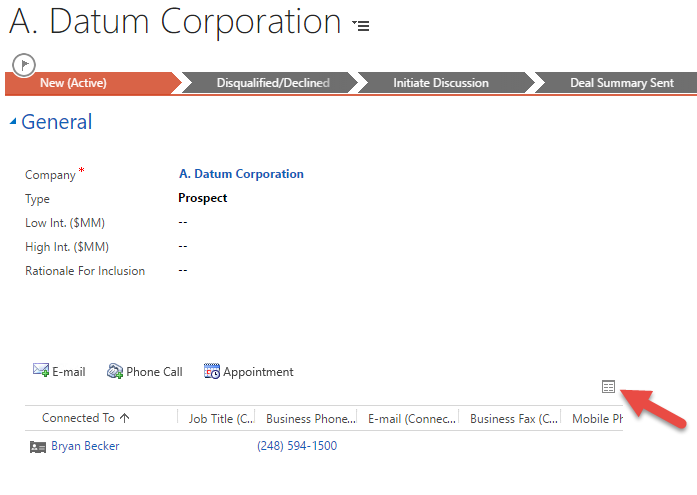 A. Datum Corporation
New (Active) Disqualified/Declined Initiate Discussion Deal Summary Sent
General
Company * A. Datum Corporation
Type Prospect
Low Int. ($MM) --
High Int. ($MM) --
Rationale For Inclusion --
E-mail Phone Call Appointment
Connected To ↑ Job Title (C... Business Phone... E-mail (Connec... Business Fax (C... Mobile Ph
Bryan Becker (248) 594-1500